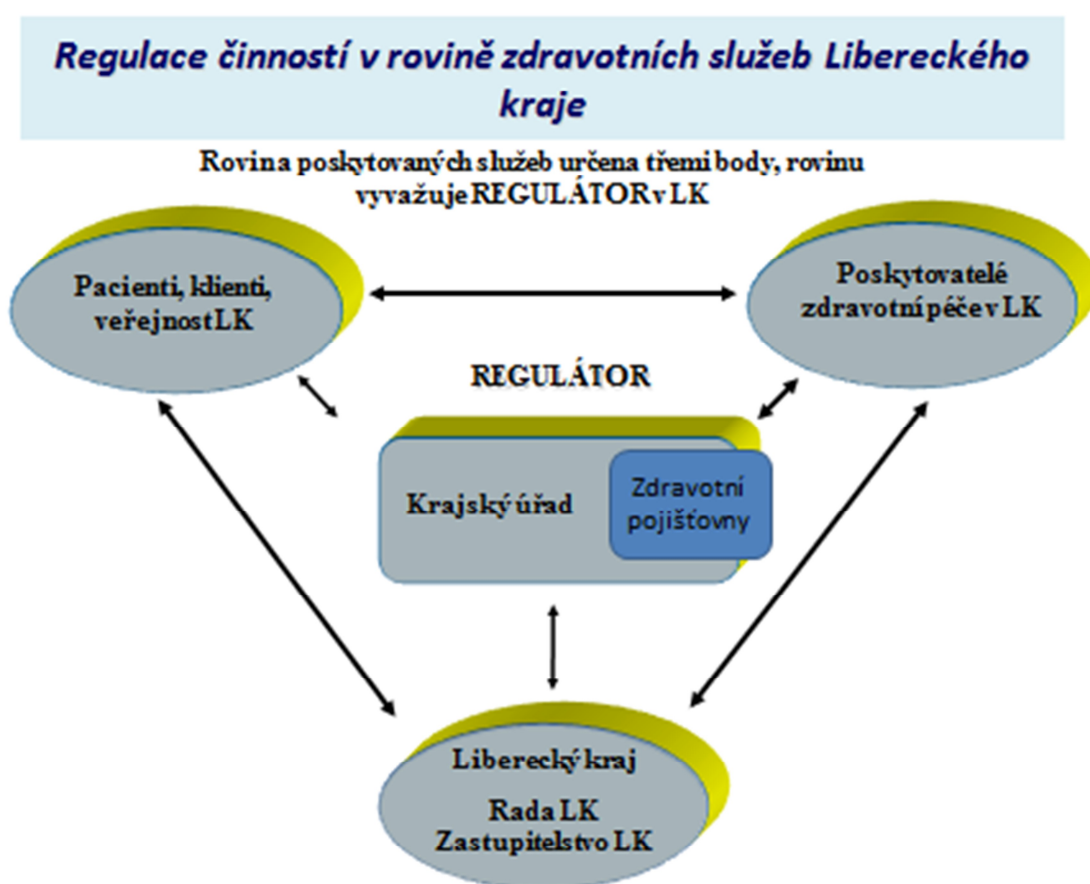 Regulace činností v rovině zdravotních služeb Libereckého
kraje
Rovina poskytovaných služeb určena třemi body, rovinu
vyvažuje REGULÁTOR v LK
Pacienti, klienti,
veřejnost LK
Poskytovatelé
zdravotní péče v LK
REGULÁTOR
Krajský úřad
Zdravotní
pojišťovny
Liberecký kraj
Rada LK
Zastupitelstvo LK